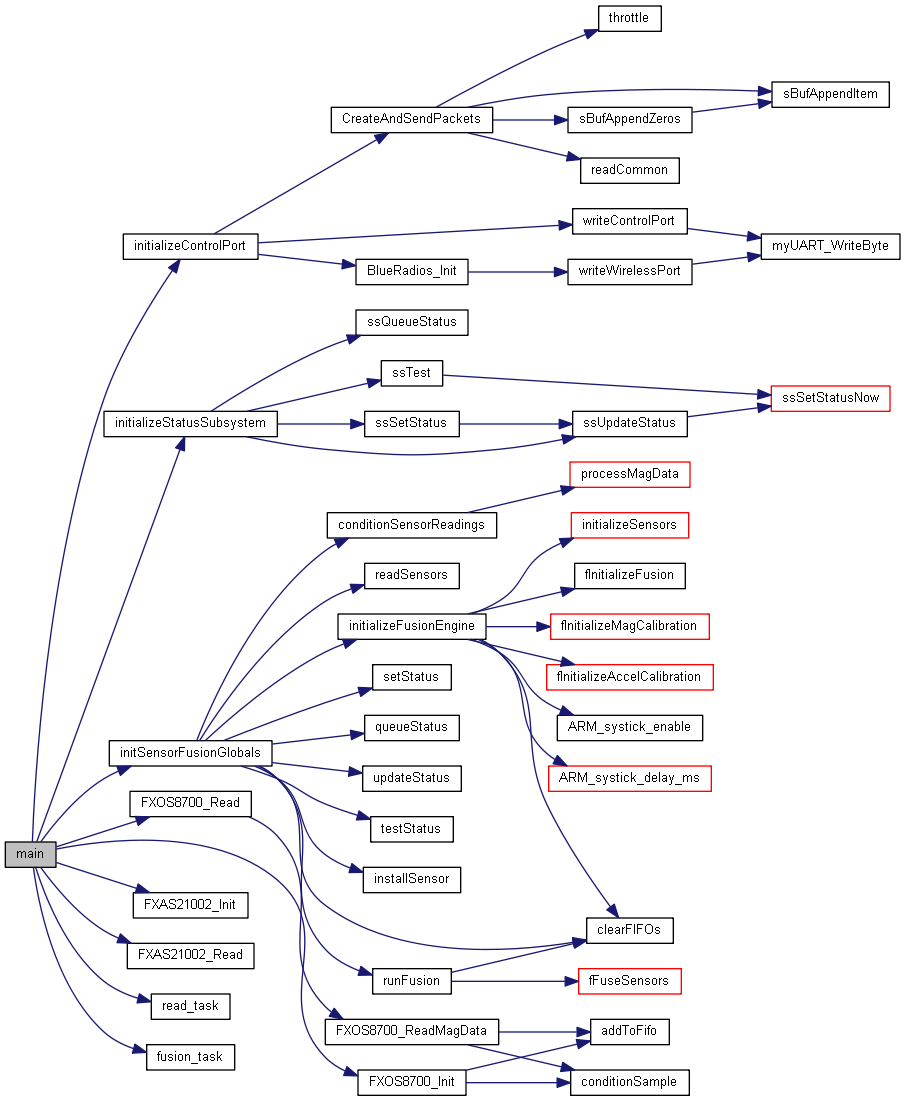 throttle
sBufAppendItem
CreateAndSendPackets
sBufAppendZeros
readCommon
writeControlPort
initializeControlPort
myUART_WriteByte
BlueRadios_Init
writeWirelessPort
ssQueueStatus
ssTest
ssSetStatusNow
initializeStatusSubsystem
ssSetStatus
ssUpdateStatus
processMagData
conditionSensorReadings
initializeSensors
readSensors
fInitializeFusion
initializeFusionEngine
fInitializeMagCalibration
setStatus
fInitializeAccelCalibration
queueStatus
ARM_systick_enable
initSensorFusionGlobals
updateStatus
ARM_systick_delay_ms
FXOS8700_Read
testStatus
main
installSensor
FXAS21002_Init
clearFIFOs
FXAS21002_Read
runFusion
fFuseSensors
read_task
FXOS8700_ReadMagData
addToFifo
fusion_task
FXOS8700_Init
conditionSample